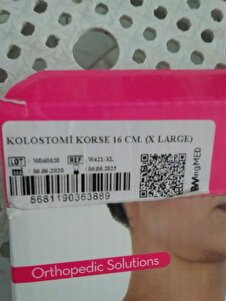 KOLOSTOMİ KORSE 16 CM. (X LARGE)
LOT : W060620 REF : W421-XL
: 06.06.2020 : 06.06.2025
8681190363889
WingMED
Orthopedic Solutions